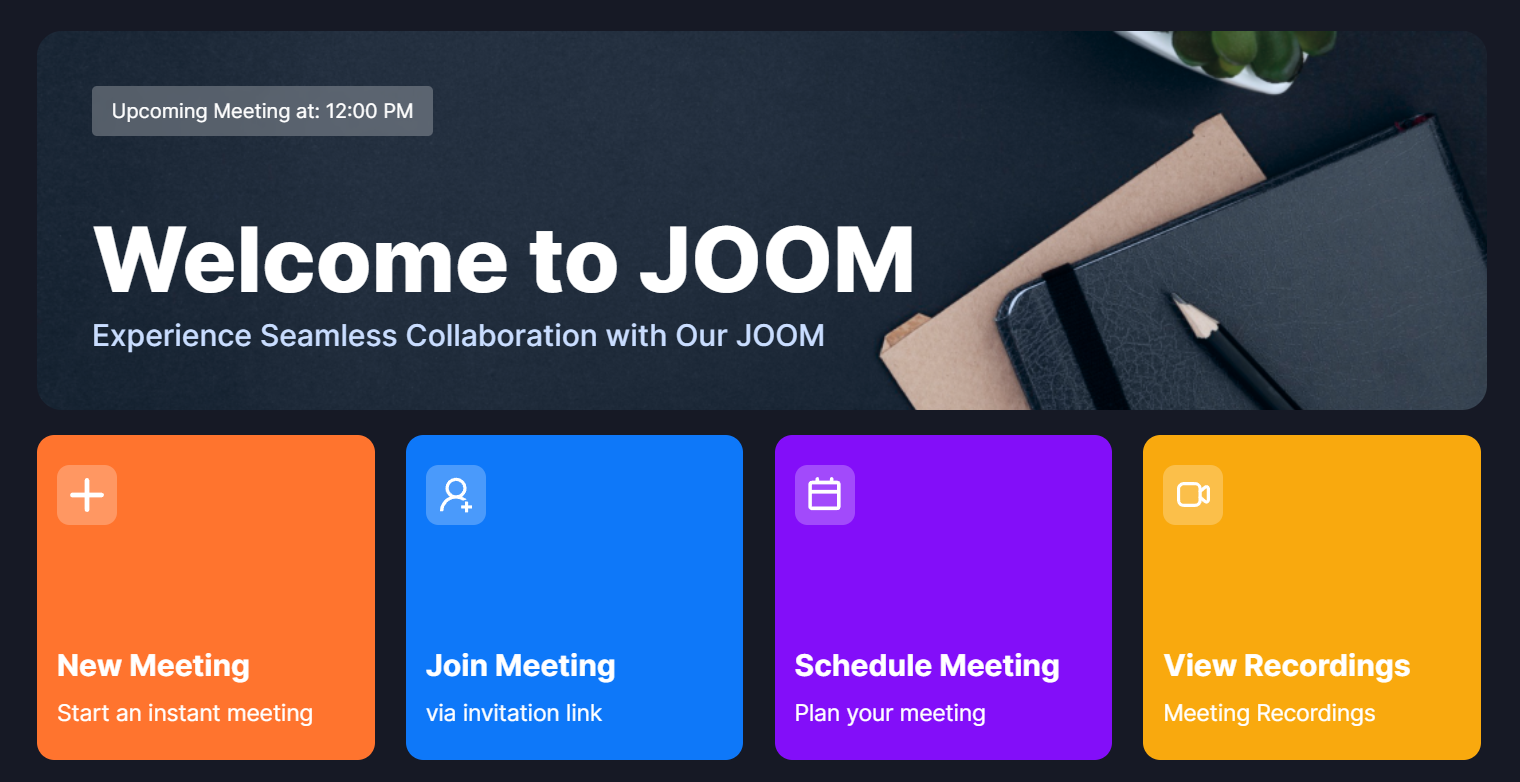 Upcoming Meeting at: 12:00 PM
Welcome to JOOM
Experience Seamless Collaboration with Our JOOM
New Meeting
Start an instant meeting
Join Meeting
via invitation link
Schedule Meeting
Plan your meeting
View Recordings
Meeting Recordings